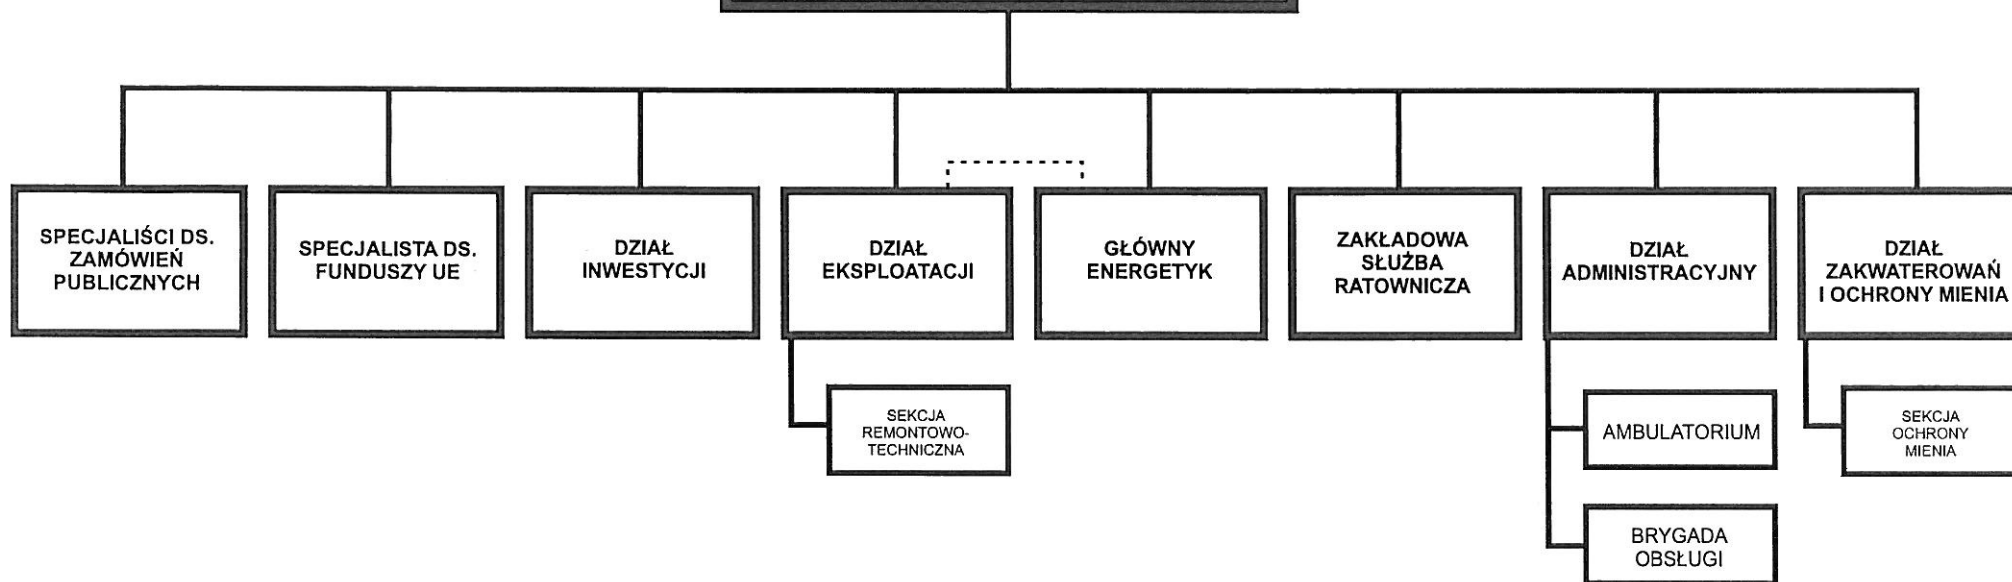 SPECJALIŚCI DS.
ZAMÓWIEŃ
PUBLICZNYCH
SPECJALISTA DS.
FUNDUSZY UE
DZIAŁ
INWESTYCJI
DZIAŁ
EKSPLOATACJI
GŁÓWNY
ENERGETYK
ZAKŁADOWA
SŁUŻBA
RATOWNICZA
DZIAŁ
ADMINISTRACYJNY
DZIAŁ
ZAKWATEROWAŃ
I OCHRONY MIENIA
SEKCJA
REMONTOWO-
TECHNICZNA
AMBULATORIUM
SEKCJA
OCHRONY
MIENIA
BRYGADA
OBSŁUGI